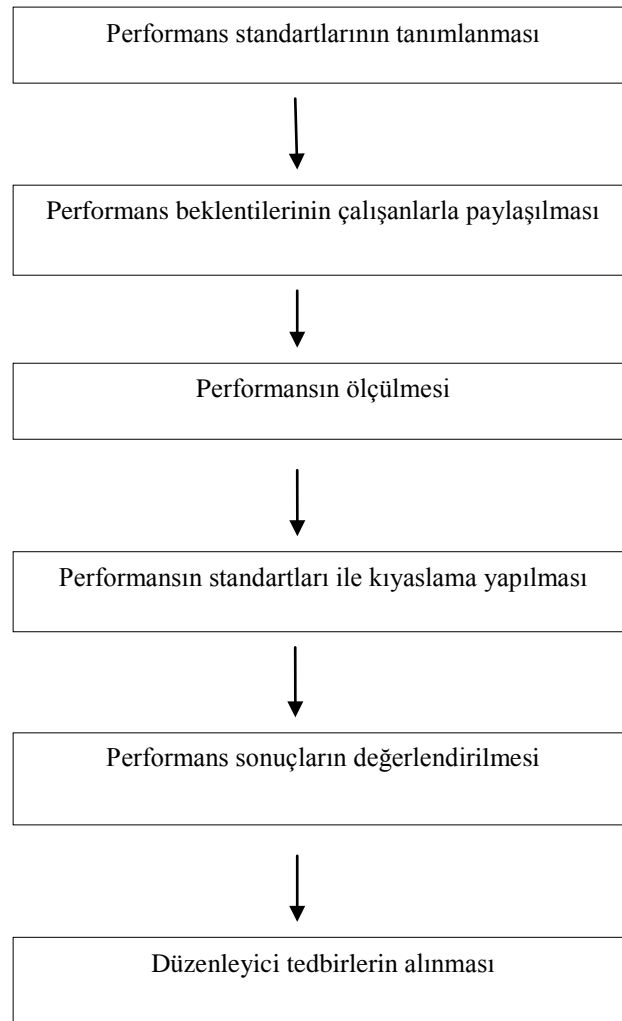 Performans standartlarının tanımlanması
Performans beklentilerinin çalışanlarla paylaşılması
Performansın ölçülmesi
Performansın standartları ile kıyaslama yapılması
Performans sonuçların değerlendirilmesi
Düzenleyici tedbirlerin alınması